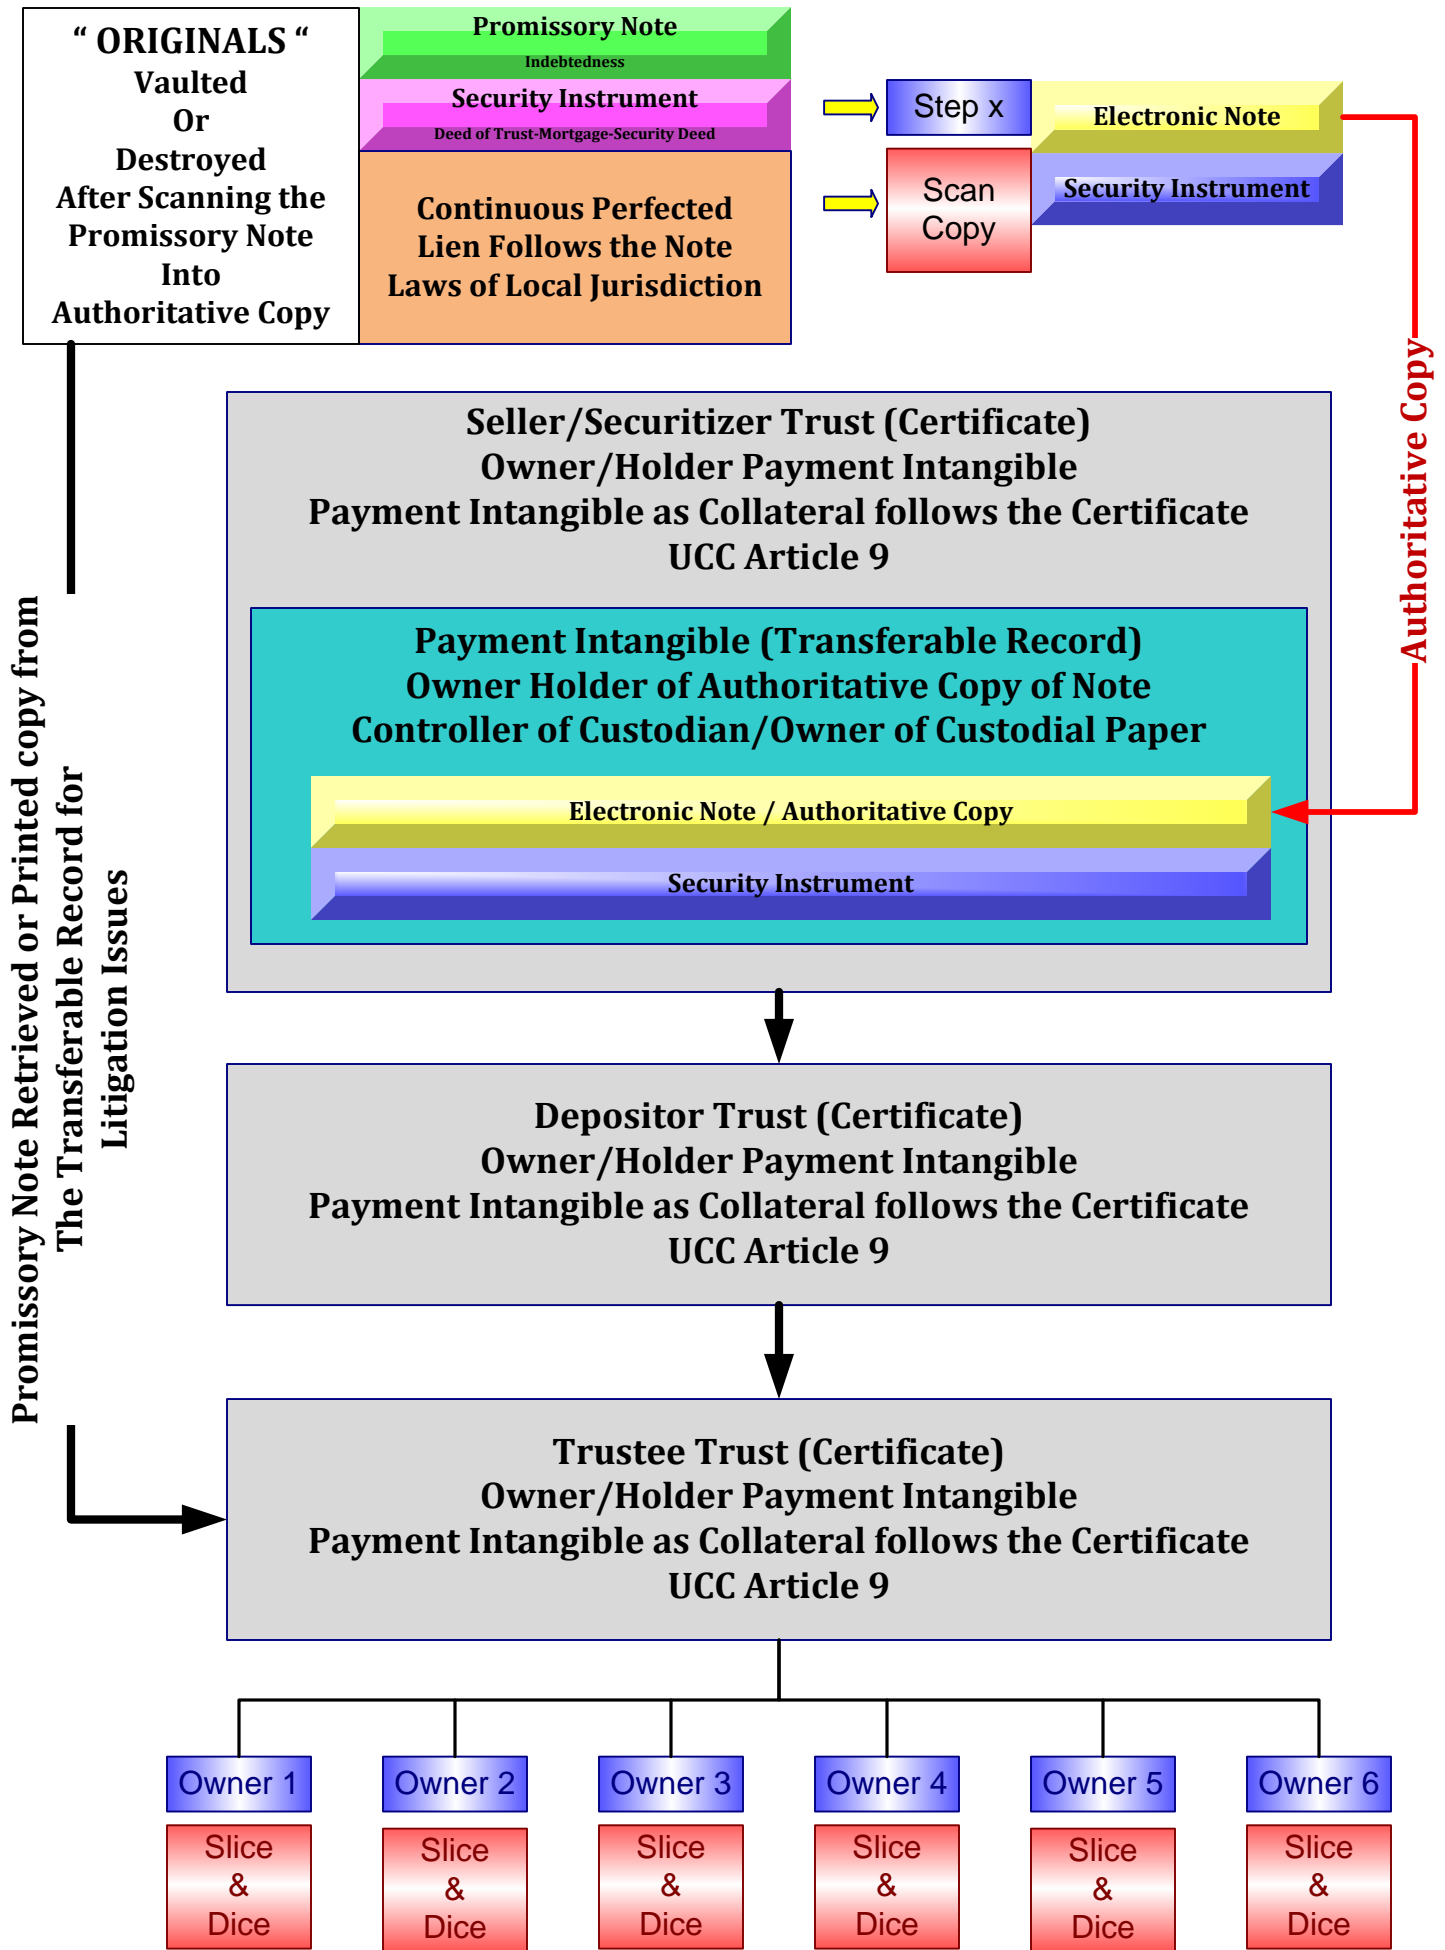 “ ORIGINALS “
Vaulted
Or
Destroyed
After Scanning the
Promissory Note
Into
Authoritative Copy
Promissory Note
Indebtedness
Security Instrument
Deed of Trust-Mortgage-Security Deed
Continuous Perfected
Lien Follows the Note
Laws of Local Jurisdiction
Step x
Scan
Copy
Electronic Note
Security Instrument
Authoritative Copy
Seller/Securitizer Trust (Certificate)
Owner/Holder Payment Intangible
Payment Intangible as Collateral follows the Certificate
UCC Article 9
Payment Intangible (Transferable Record)
Owner Holder of Authoritative Copy of Note
Controller of Custodian/Owner of Custodial Paper
Electronic Note / Authoritative Copy
Security Instrument
Promissory Note Retrieved or Printed copy from
The Transferable Record for
Litigation Issues
Depositor Trust (Certificate)
Owner/Holder Payment Intangible
Payment Intangible as Collateral follows the Certificate
UCC Article 9
Trustee Trust (Certificate)
Owner/Holder Payment Intangible
Payment Intangible as Collateral follows the Certificate
UCC Article 9
Owner 1
Slice
&
Dice
Owner 2
Slice
&
Dice
Owner 3
Slice
&
Dice
Owner 4
Slice
&
Dice
Owner 5
Slice
&
Dice
Owner 6
Slice
&
Dice